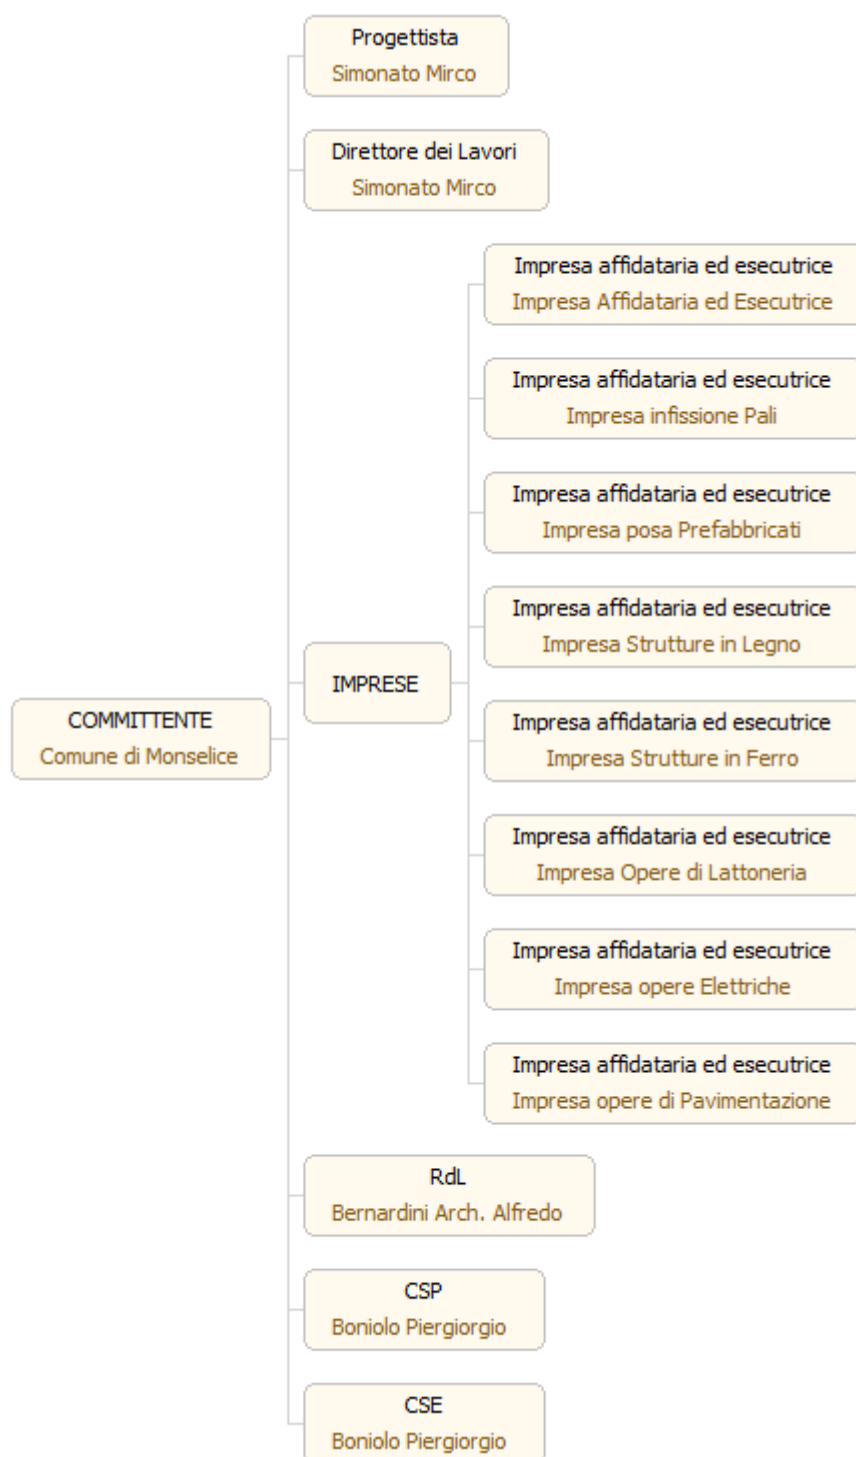 Progettista
Simonato Mirco
Direttore dei Lavori
Simonato Mirco
Impresa affidataria ed esecutrice
Impresa Affidataria ed Esecutrice
Impresa affidataria ed esecutrice
Impresa infissione Pali
Impresa affidataria ed esecutrice
Impresa posa Prefabbricati
Impresa affidataria ed esecutrice
Impresa Strutture in Legno
IMPRESE
COMMITTENTE
Comune di Monselice
Impresa affidataria ed esecutrice
Impresa Strutture in Ferro
Impresa affidataria ed esecutrice
Impresa Opere di Lattoneria
Impresa affidataria ed esecutrice
Impresa opere Elettriche
Impresa affidataria ed esecutrice
Impresa opere di Pavimentazione
RdL
Bernardini Arch. Alfredo
CSP
Boniolo Piergiorgio
CSE
Boniolo Piergiorgio